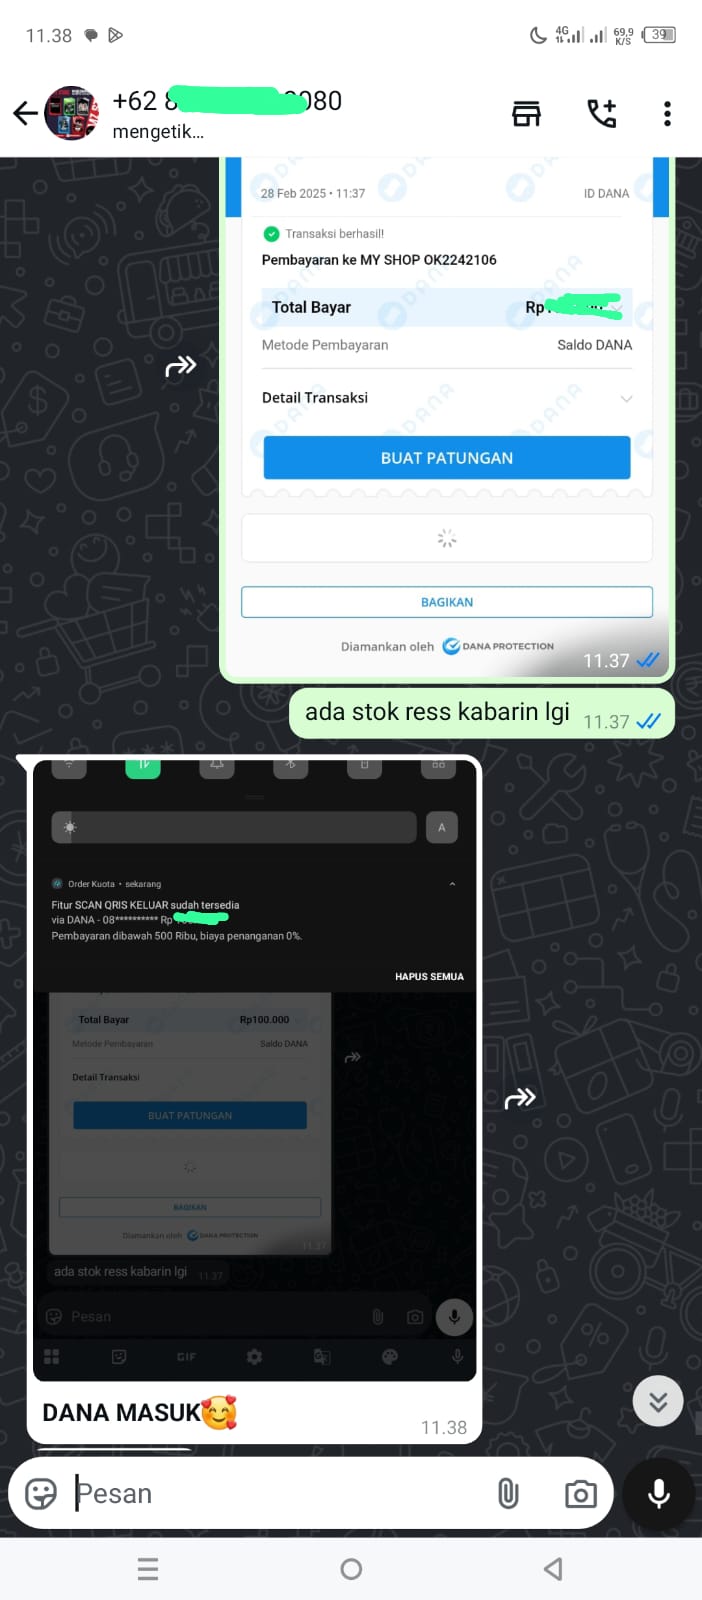 11.38
4G
69,9
K/S
39
+62 8 0080
mengetik...
28 Feb 2025 • 11:37
ID DANA
Transaksi berhasil!
Pembayaran ke MY SHOP OK2242106
Total Bayar
Rp
Metode Pembayaran
Saldo DANA
Detail Transaksi
BUAT PATUNGAN
BAGIKAN
Diamankan oleh DANA PROTECTION
11.37
ada stok ress kabarin lgi
11.37
A
Order Kuota • sekarang
Fitur SCAN QRIS KELUAR sudah tersedia
via DANA - 08********** Rp
Pembayaran dibawah 500 Ribu, biaya penanganan 0%.
HAPUS SEMUA
Total Bayar
Rp100.000
Metode Pembayaran
Saldo DANA
Detail Transaksi
BUAT PATUNGAN
BAGIKAN
Diamankan oleh DANA PROTECTION
11.37
ada stok ress kabarin lgi
11.37
Pesan
GIF
DANA MASUK🥰
11.38
Pesan